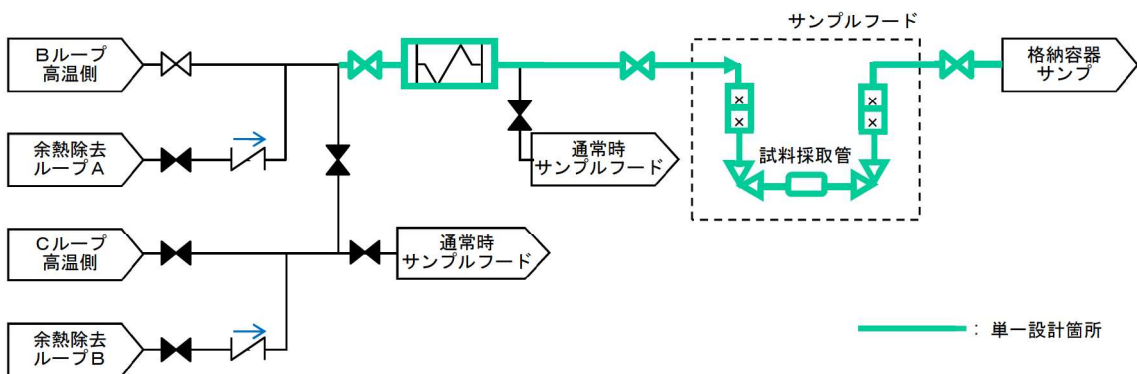 サンプルフード
Bループ
高温側
格納容器
サンプ
余熱除去
ループA
通常時
サンプルフード
試料採取管
Cループ
高温側
通常時
サンプルフード
余熱除去
ループB
: 単一設計箇所